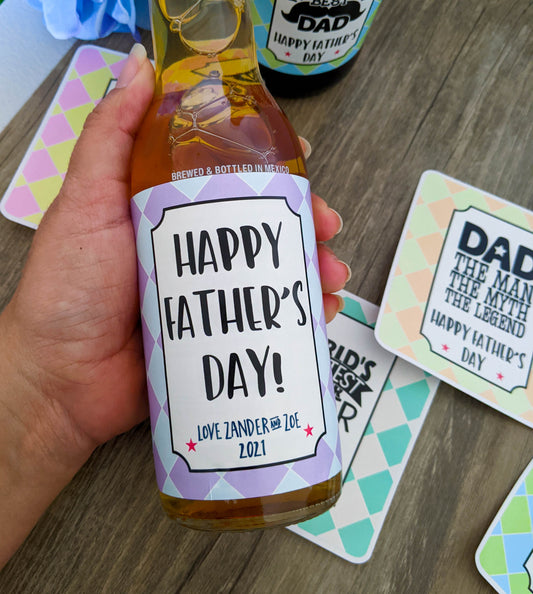 BEST
DAD
HAPPY FATHER'S
DAY
BREWED & BOTTLED IN MEXICO
HAPPY
FATHER'S
DAY!
LOVE ZANDER AND ZOE
2021
DAD
THE MAN
THE MYTH
THE LEGEND
HAPPY FATHER'S
DAY